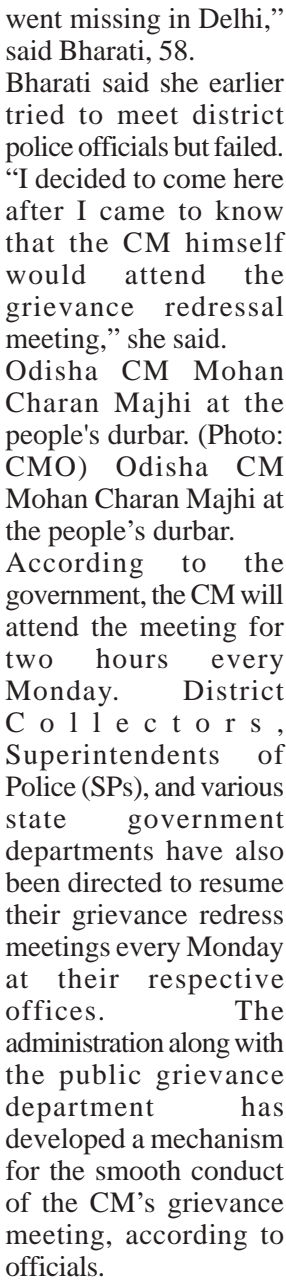 went missing in Delhi,”
said Bharati, 58.
Bharati said she earlier
tried to meet district
police officials but failed.
“I decided to come here
after I came to know
that the CM himself
would attend the
grievance redressal
meeting,” she said.
Odisha CM Mohan
Charan Majhi at the
people's durbar. (Photo:
CMO) Odisha CM
Mohan Charan Majhi at
the people’s durbar.
According to the
government, the CM will
attend the meeting for
two hours every
Monday. District
Collectors,
Superintendents of
Police (SPs), and various
state government
departments have also
been directed to resume
their grievance redress
meetings every Monday
at their respective
offices. The
administration along with
the public grievance
department has
developed a mechanism
for the smooth conduct
of the CM’s grievance
meeting, according to
officials.